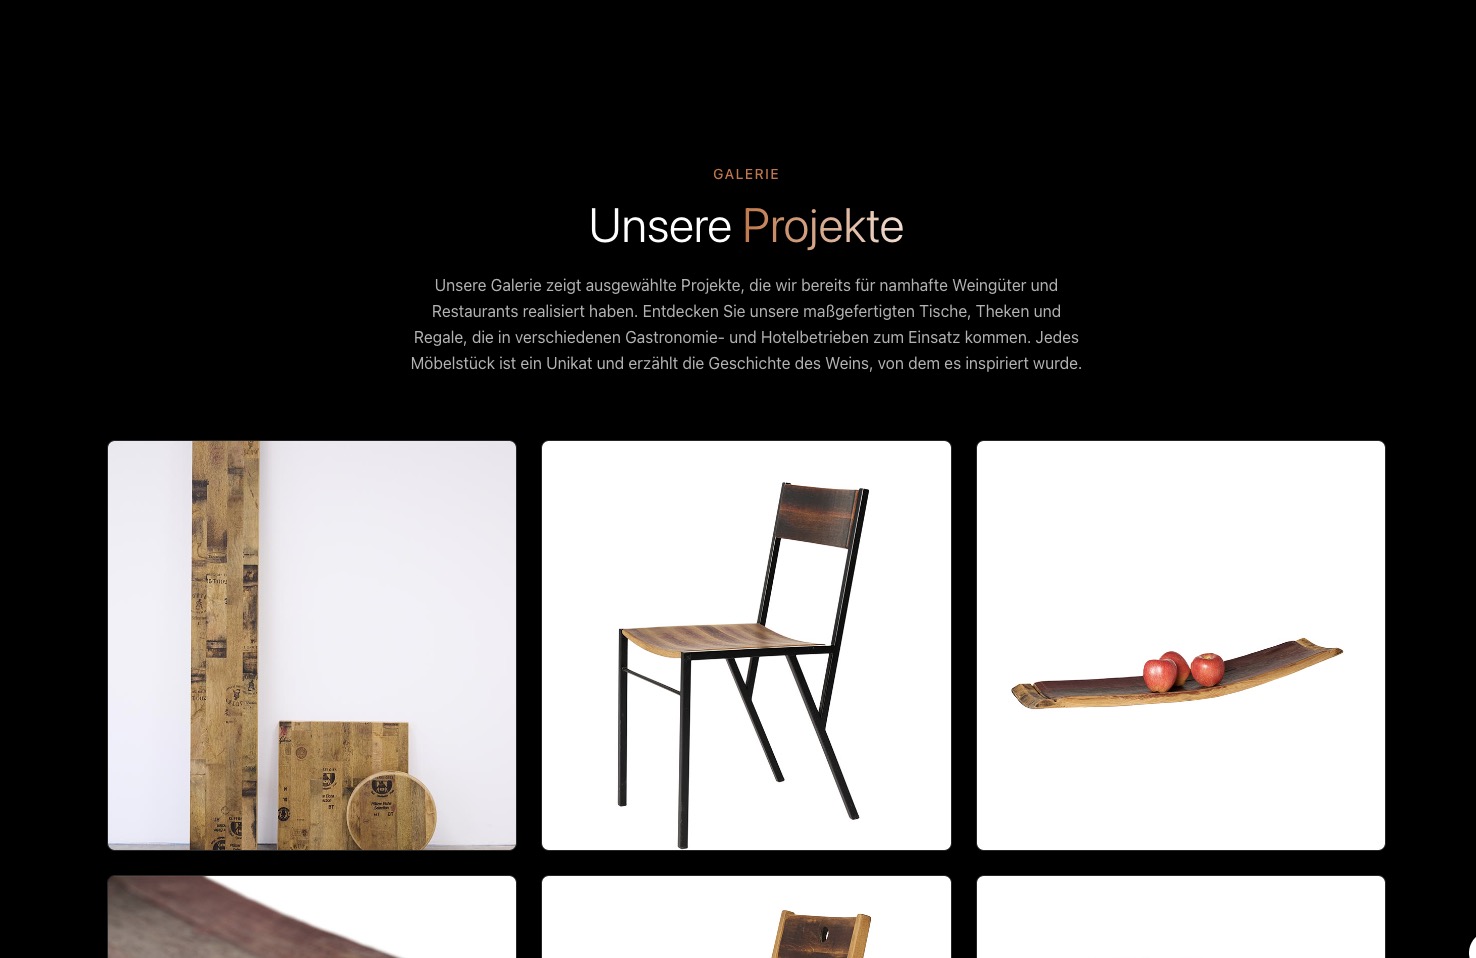 GALERIE
Unsere Projekte
Unsere Galerie zeigt ausgewählte Projekte, die wir bereits für namhafte Weingüter und
Restaurants realisiert haben. Entdecken Sie unsere maßgefertigten Tische, Theken und
Regale, die in verschiedenen Gastronomie- und Hotelbetrieben zum Einsatz kommen. Jedes
Möbelstück ist ein Unikat und erzählt die Geschichte des Weins, von dem es inspiriert wurde.